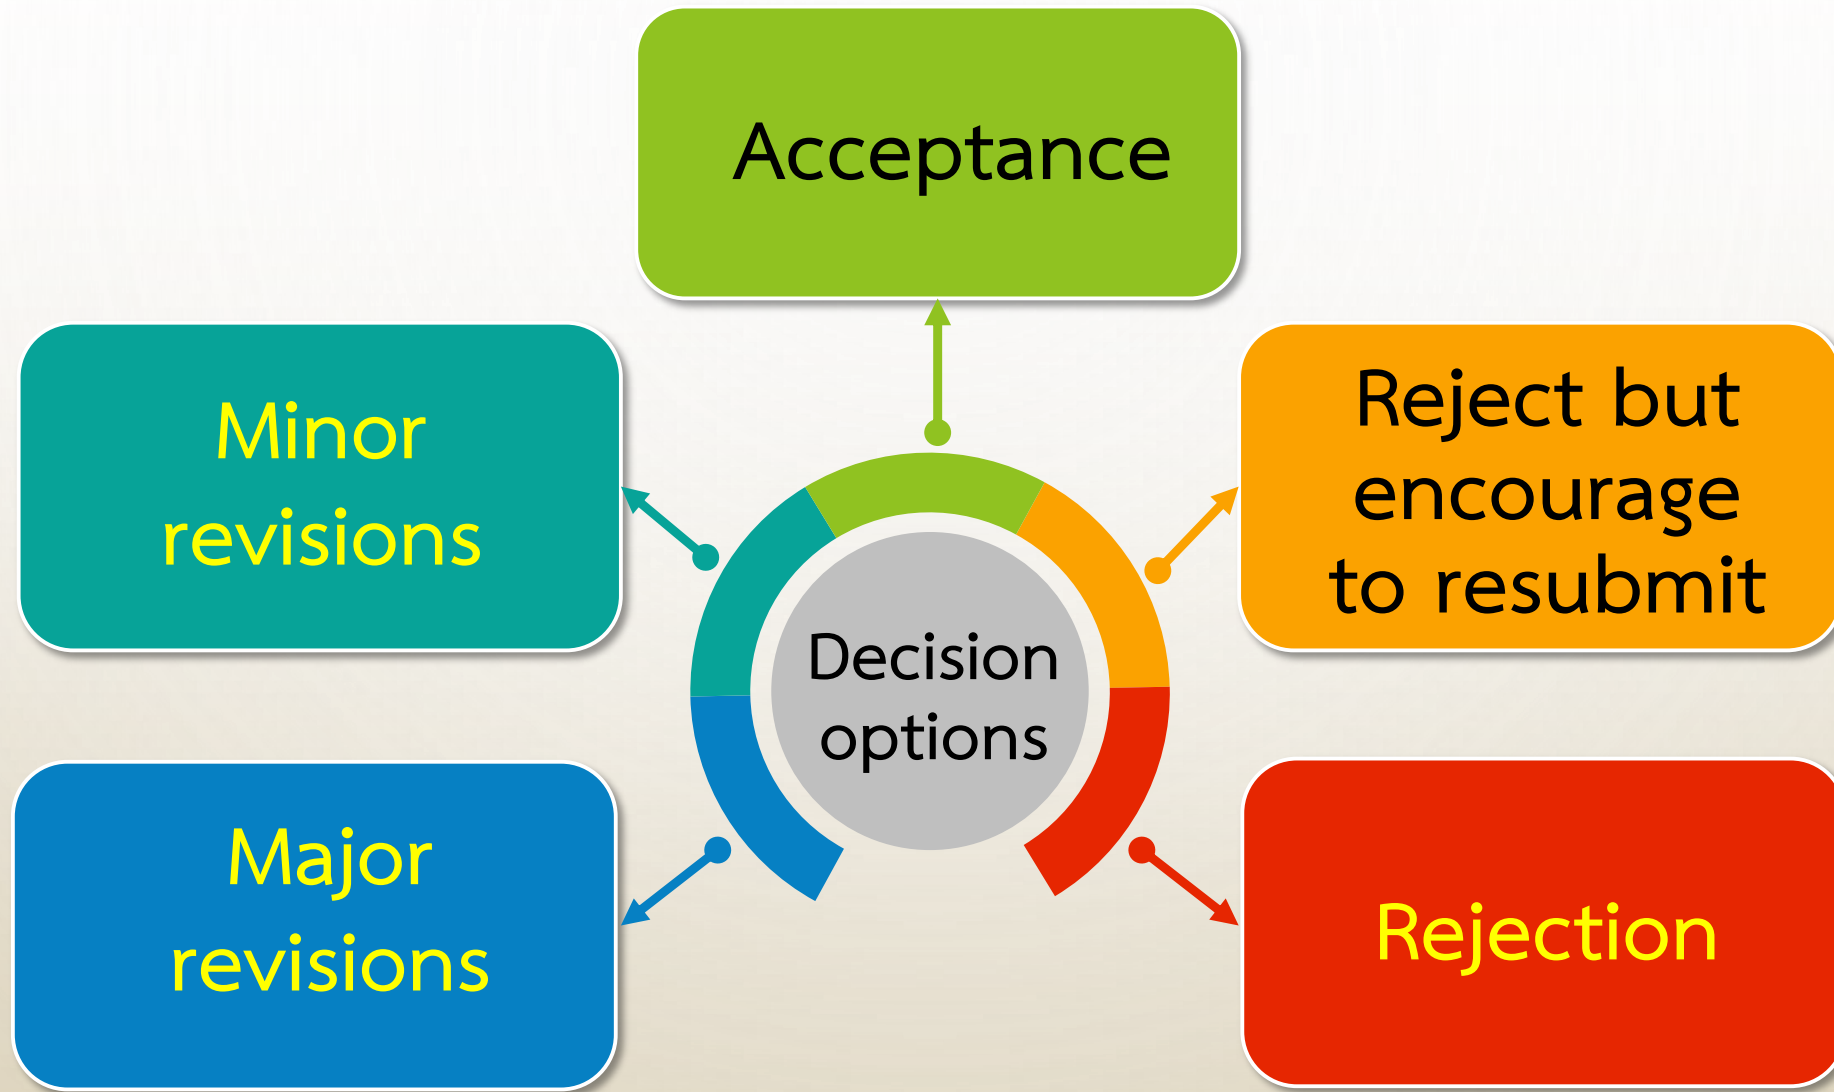 Acceptance
Minor
revisions
Reject but
encourage
to resubmit
Decision
options
Major
revisions
Rejection